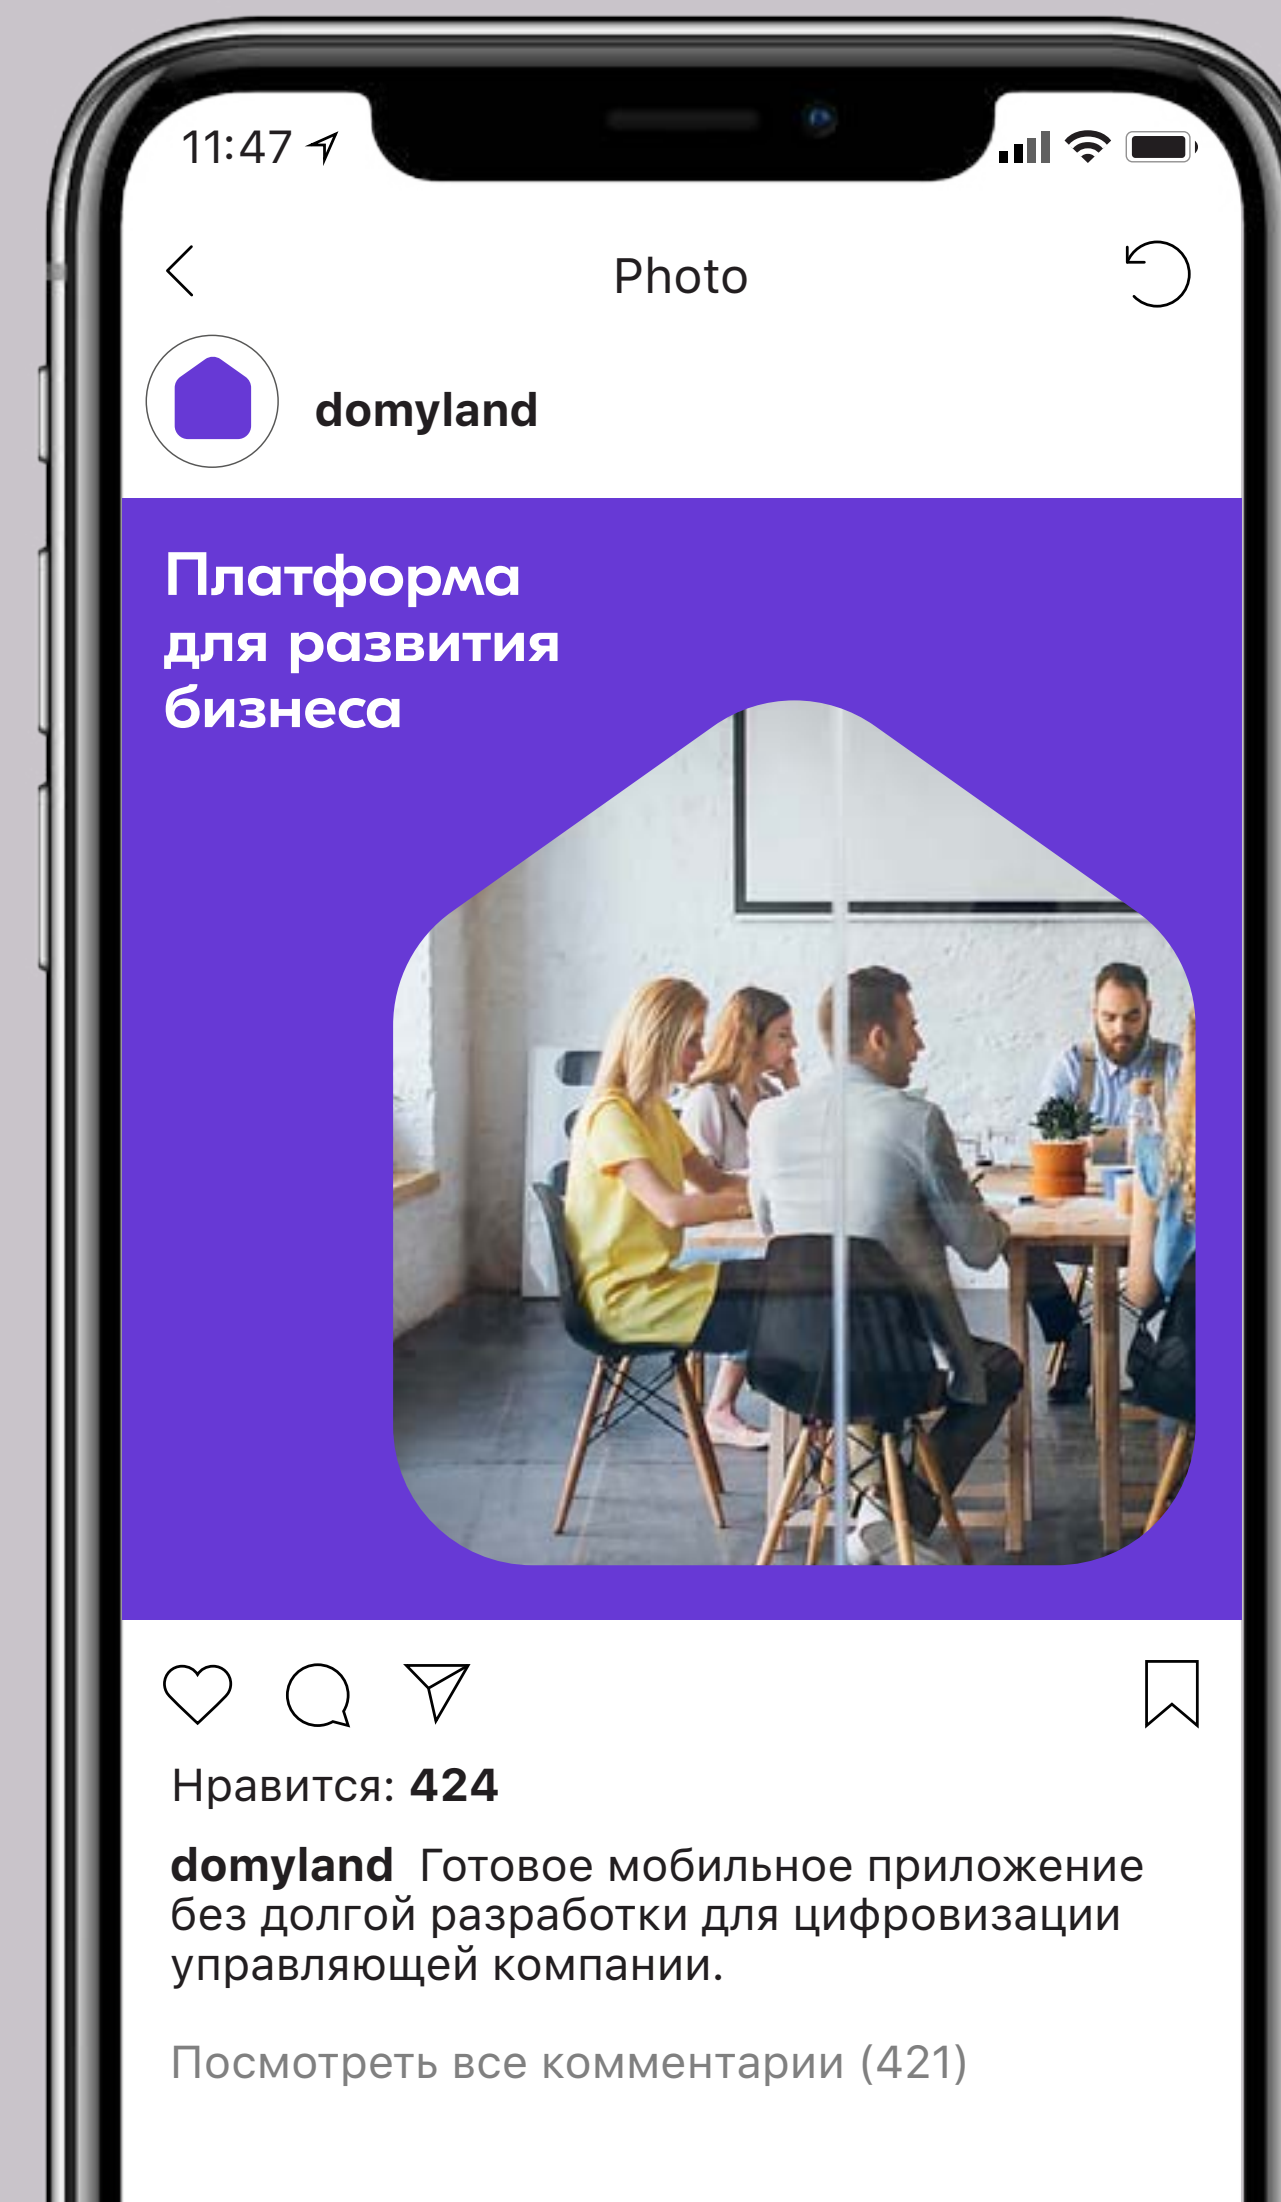 11:47
Photo
domyland
Платформа
для развития
бизнеса
Нравится: 424
domyland Готовое мобильное приложение
без долгой разработки для цифровизации
управляющей компании.
Посмотреть все комментарии (421)